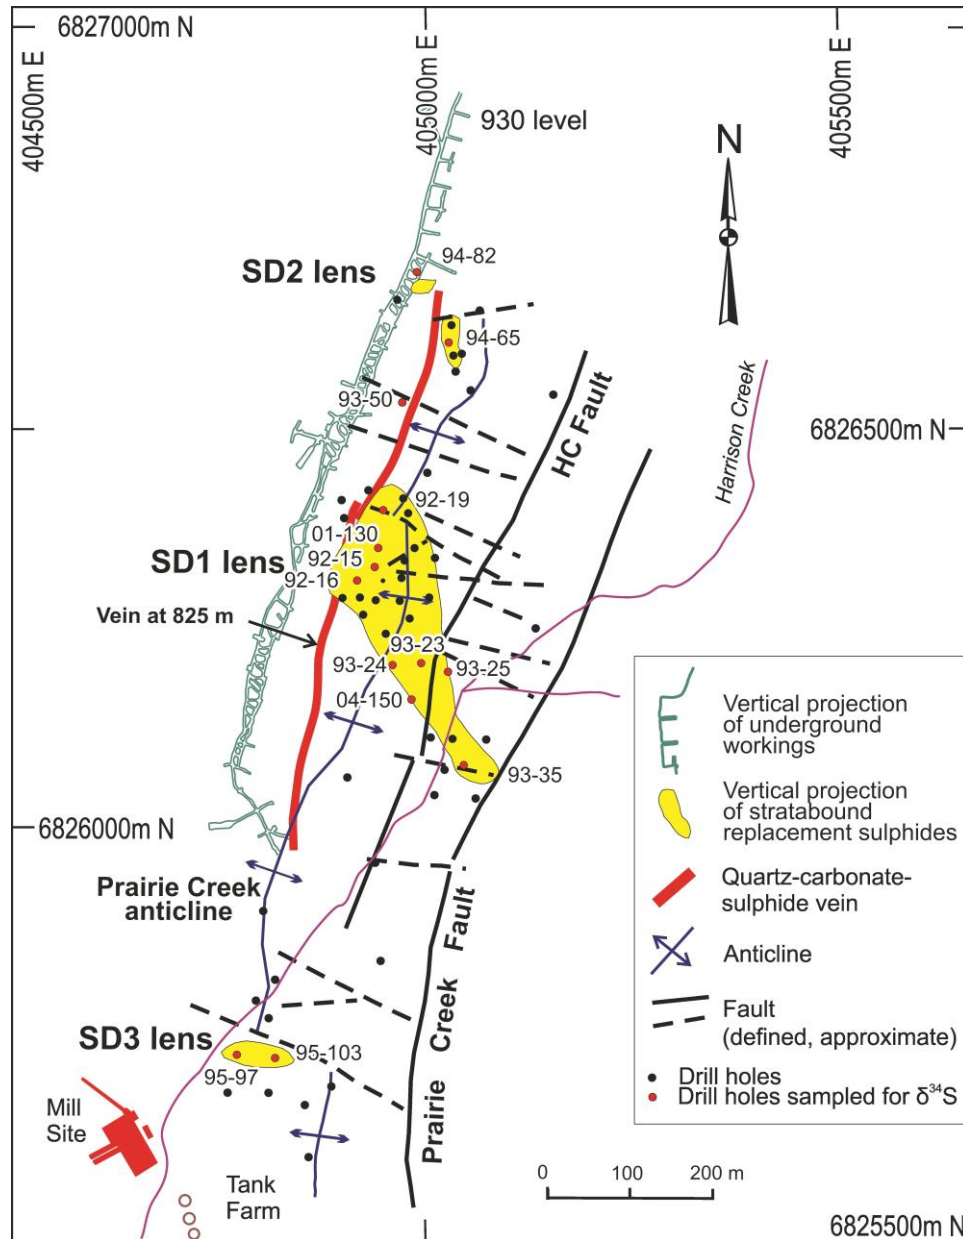 6827000m N
404500m E
405000m E
405500m E
930 level
N
94-82
SD2 lens
94-65
93-50
HC Fault
Harrison Creek
6826500m N
92-19
01-130
SD1 lens
92-15
92-16
Vein at 825 m
93-23
93-24
93-25
04-150
93-35
6826000m N
Prairie Creek
anticline
Prairie Creek Fault
SD3 lens
95-103
95-97
Mill
Site
Tank
Farm
Vertical projection
of underground
workings
Vertical projection
of stratabound
replacement sulphides
Quartz-carbonate-
sulphide vein
Anticline
Fault
(defined, approximate)
Drill holes
Drill holes sampled for δ³⁴S
0 100 200 m
6825500m N